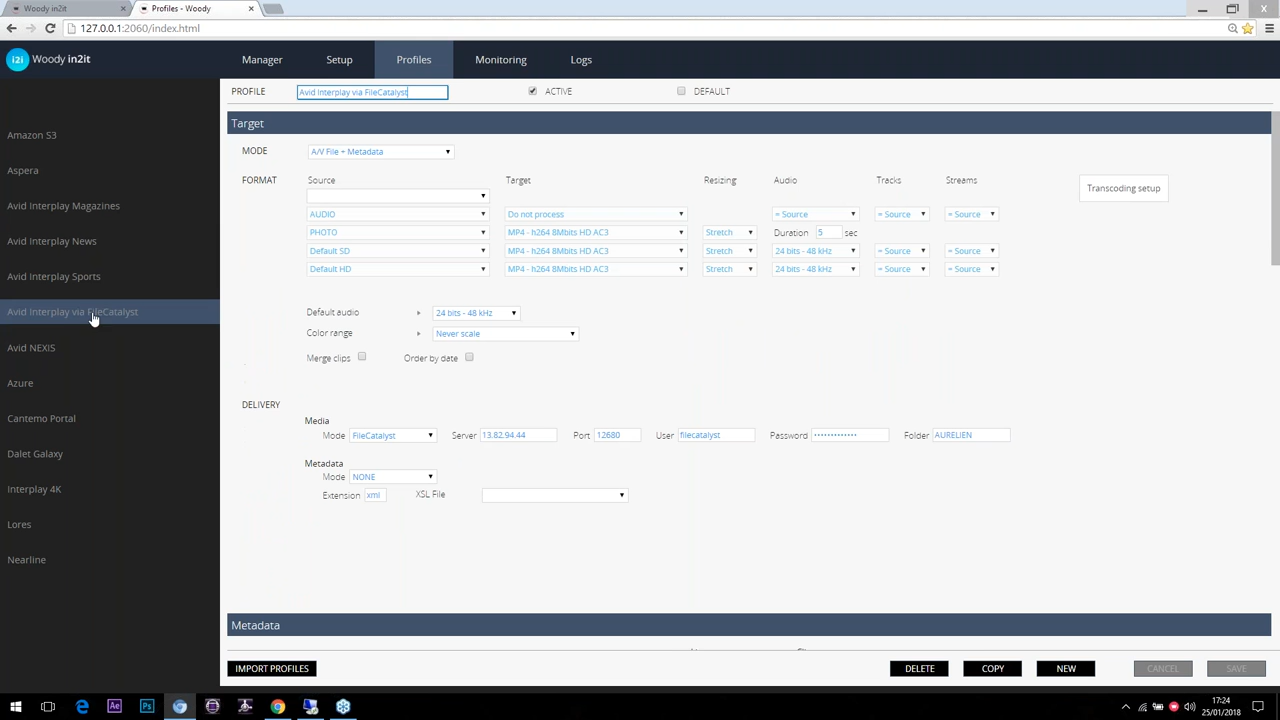 Woody in2it
Profiles - Woody
127.0.0.1:2060/index.html
i2i Woody in2it
Manager Setup Profiles Monitoring Logs
PROFILE Avid Interplay via FileCatalyst ACTIVE DEFAULT
Target
Amazon S3
Aspera
Avid Interplay Magazines
Avid Interplay News
Avid Interplay Sports
Avid Interplay via FileCatalyst
Avid NEXIS
Azure
Cantemo Portal
Dalet Galaxy
Interplay 4K
Lores
Nearline
MODE A/V File + Metadata
FORMAT Source Target Resizing Audio Tracks Streams
Transcoding setup
AUDIO Do not process = Source = Source = Source
PHOTO MP4 - h264 8Mbits HD AC3 Stretch Duration 5 sec
Default SD MP4 - h264 8Mbits HD AC3 Stretch 24 bits - 48 kHz = Source = Source
Default HD MP4 - h264 8Mbits HD AC3 Stretch 24 bits - 48 kHz = Source = Source
Default audio 24 bits - 48 kHz
Color range Never scale
Merge clips Order by date
DELIVERY
Media
Mode FileCatalyst Server 13.82.94.44 Port 12680 User filecatalyst Password ••••••••••••• Folder AURELIEN
Metadata
Mode NONE
Extension xml XSL File
Metadata
IMPORT PROFILES DELETE COPY NEW CANCEL SAVE
Ae Ps
17:24
25/01/2018